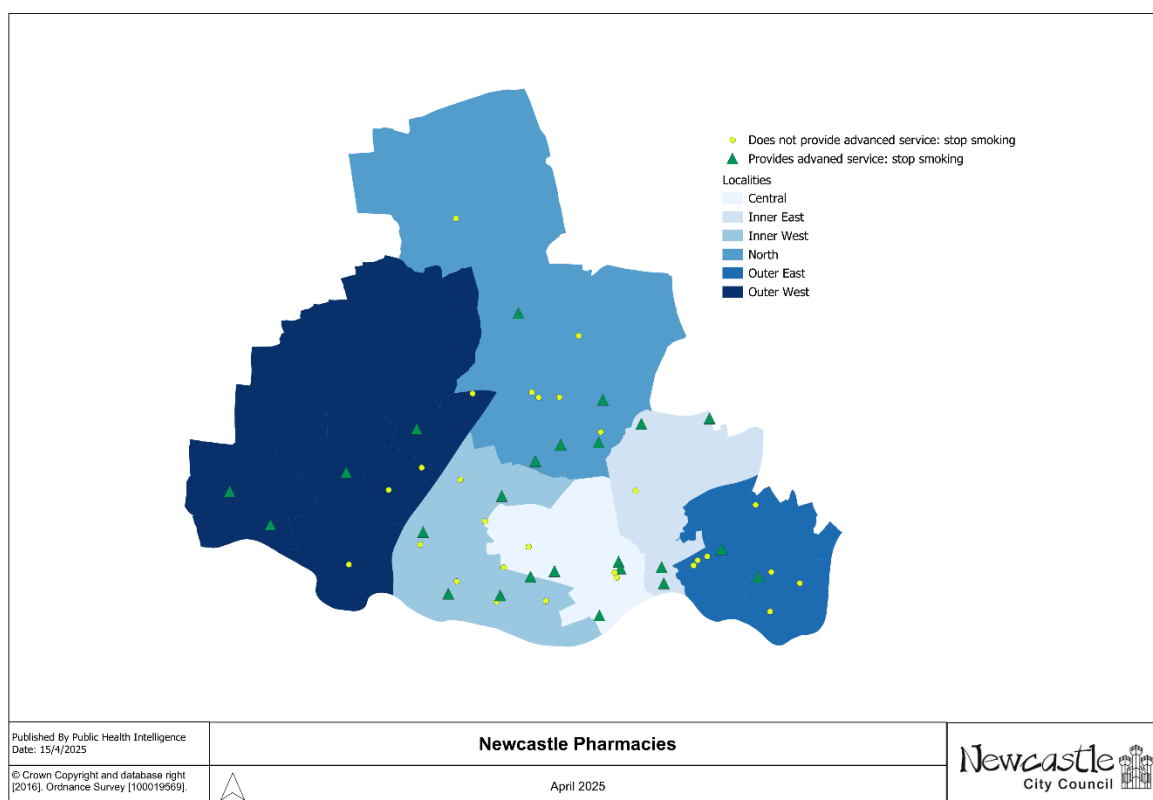 Does not provide advanced service: stop smoking
Provides advaned service: stop smoking
Localities
Central
Inner East
Inner West
North
Outer East
Outer West
Published By Public Health Intelligence
Date: 15/4/2025
© Crown Copyright and database right
[2016]. Ordnance Survey [100019569].
Newcastle Pharmacies
April 2025
Newcastle
City Council